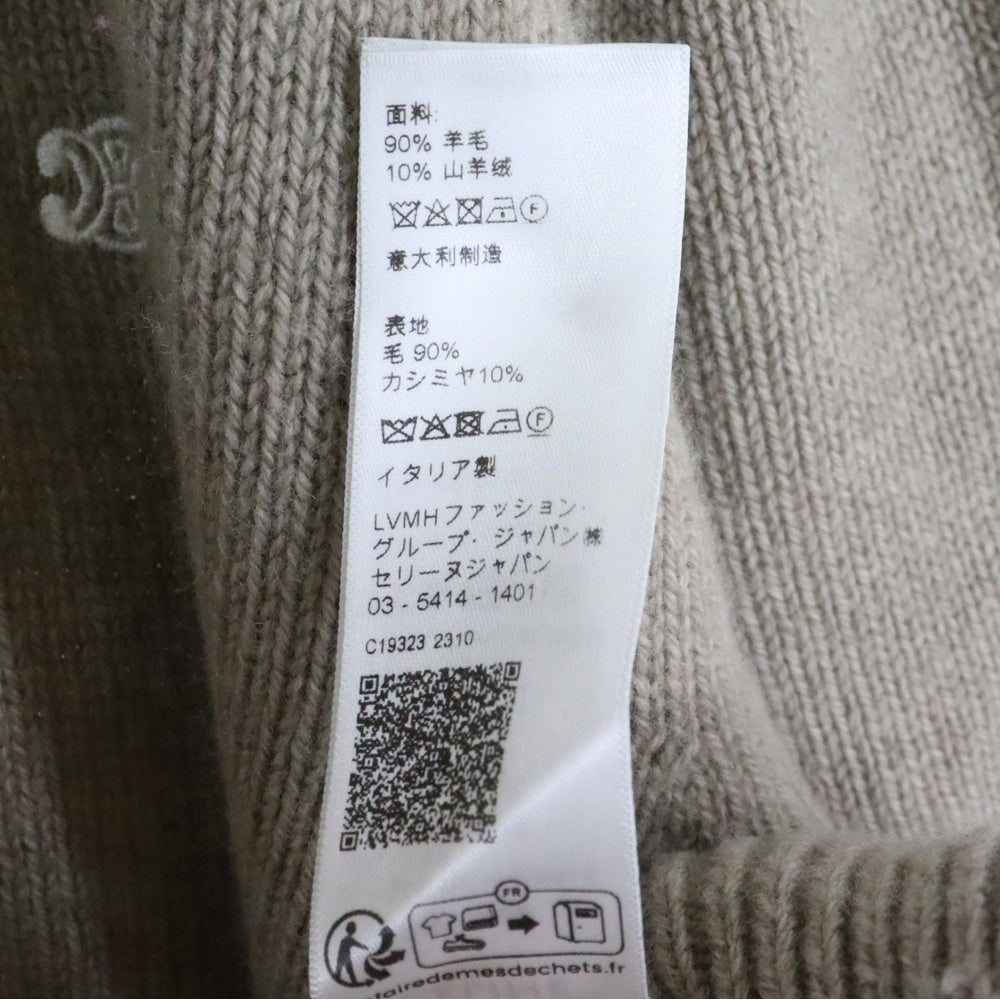 面料:
90% 羊毛
10% 山羊绒
F
意大利制造
表地
毛 90%
カシミヤ10%
F
イタリア製
LVMHファッション・
グループ・ジャパン㈱
セリーヌジャパン
03 - 5414 - 1401
C19323 2310
FR
fairedemesdechets.fr